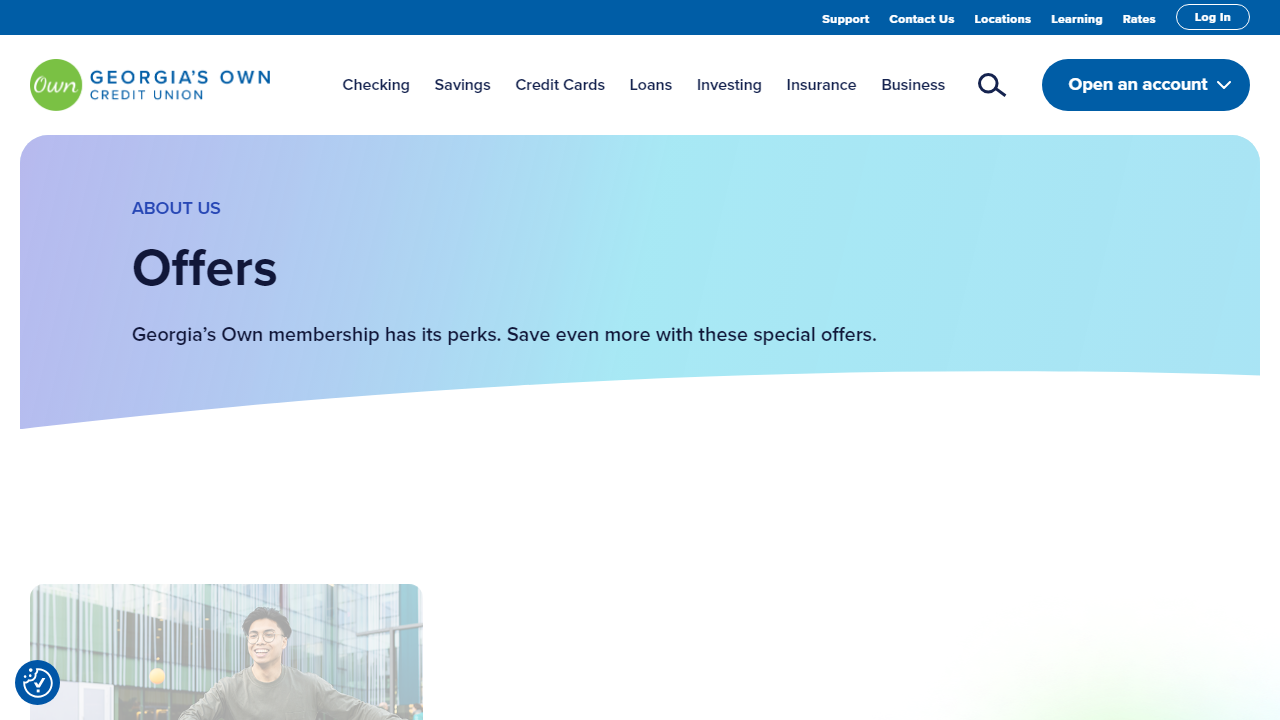 Support Contact Us Locations Learning Rates Log In
Own GEORGIA'S OWN
CREDIT UNION
Checking Savings Credit Cards Loans Investing Insurance Business Open an account
ABOUT US
Offers
Georgia’s Own membership has its perks. Save even more with these special offers.